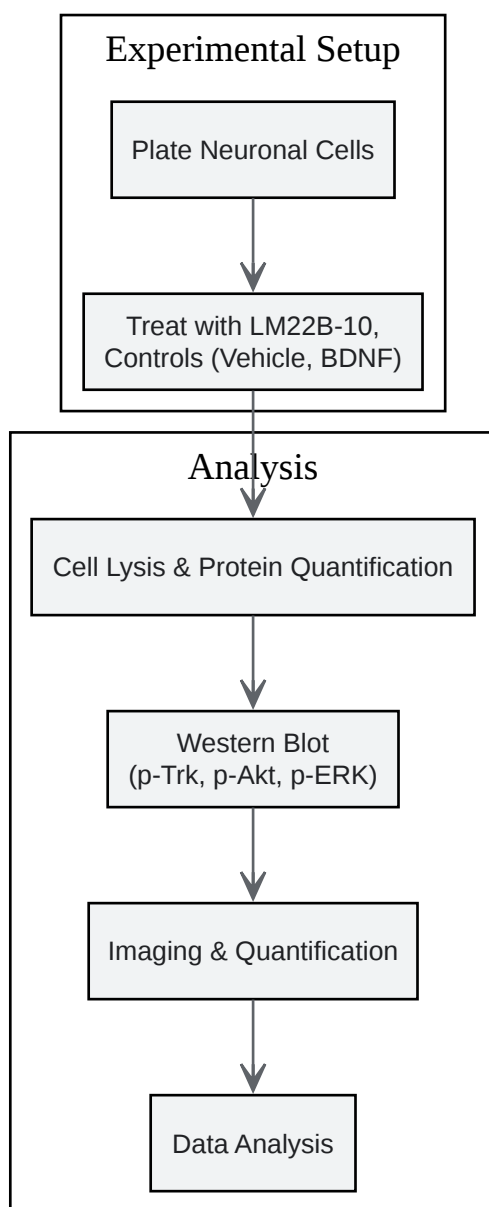 Experimental Setup
Plate Neuronal Cells
Treat with LM22B-10,
Controls (Vehicle, BDNF)
Analysis
Cell Lysis & Protein Quantification
Western Blot
(p-Trk, p-Akt, p-ERK)
Imaging & Quantification
Data Analysis